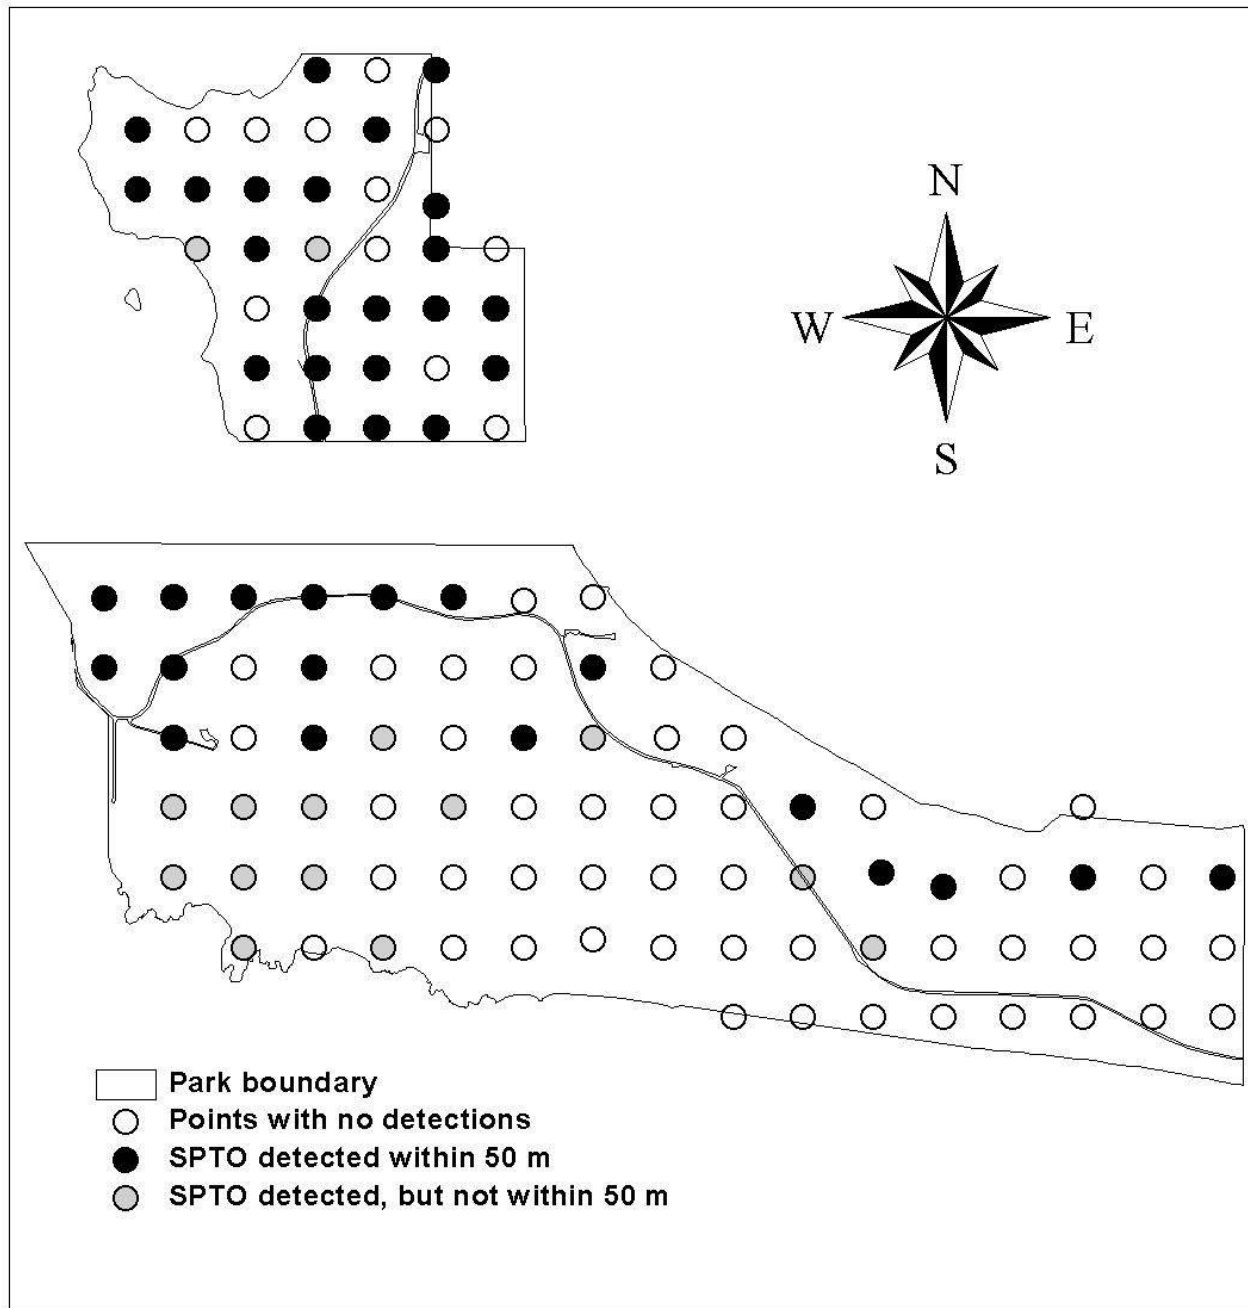 N
W
E
S
Park boundary
Points with no detections
SPTO detected within 50 m
SPTO detected, but not within 50 m